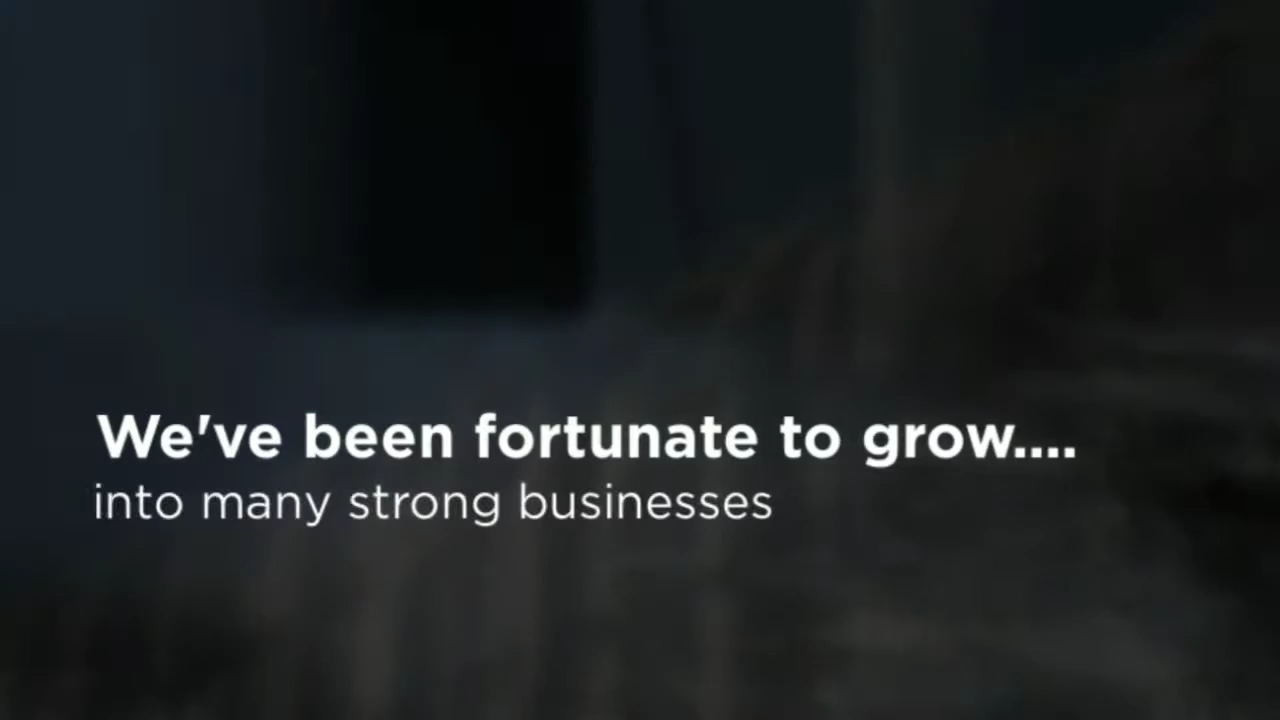 We've been fortunate to grow....
into many strong businesses